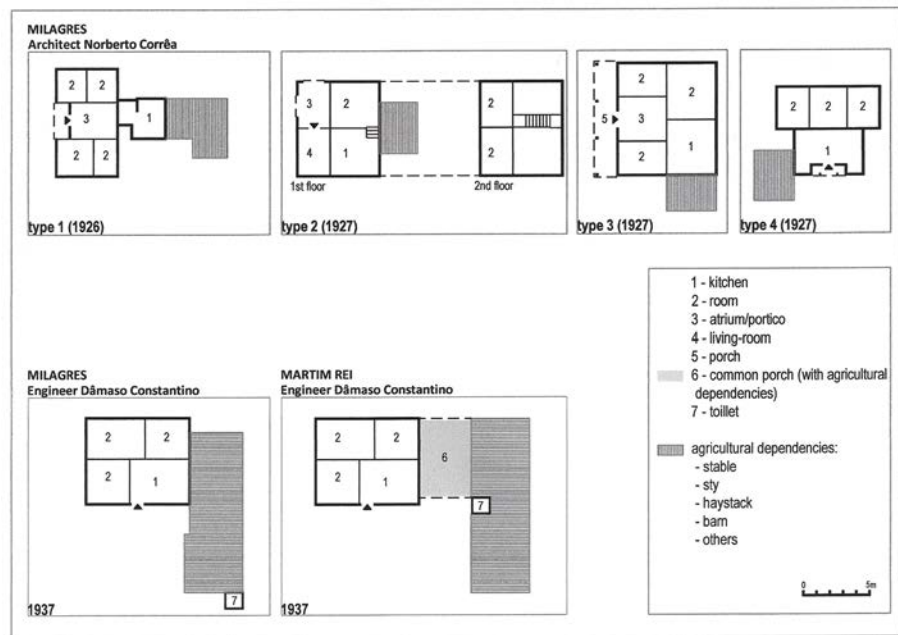 MILAGRES
Architect Norberto Corrêa
2 2
3 1
2 2
type 1 (1926)
3 2
4 1
1st floor
2
2
2nd floor
type 2 (1927)
2
2
5 3
2 1
type 3 (1927)
2 2 2
1
type 4 (1927)
MILAGRES
Engineer Dâmaso Constantino
2 2
2 1
7
1937
MARTIM REI
Engineer Dâmaso Constantino
2 2
6
2 1
7
1937
1 - kitchen
2 - room
3 - atrium/portico
4 - living-room
5 - porch
6 - common porch (with agricultural
dependencies)
7 - toillet
agricultural dependencies:
- stable
- sty
- haystack
- barn
- others
0 5m